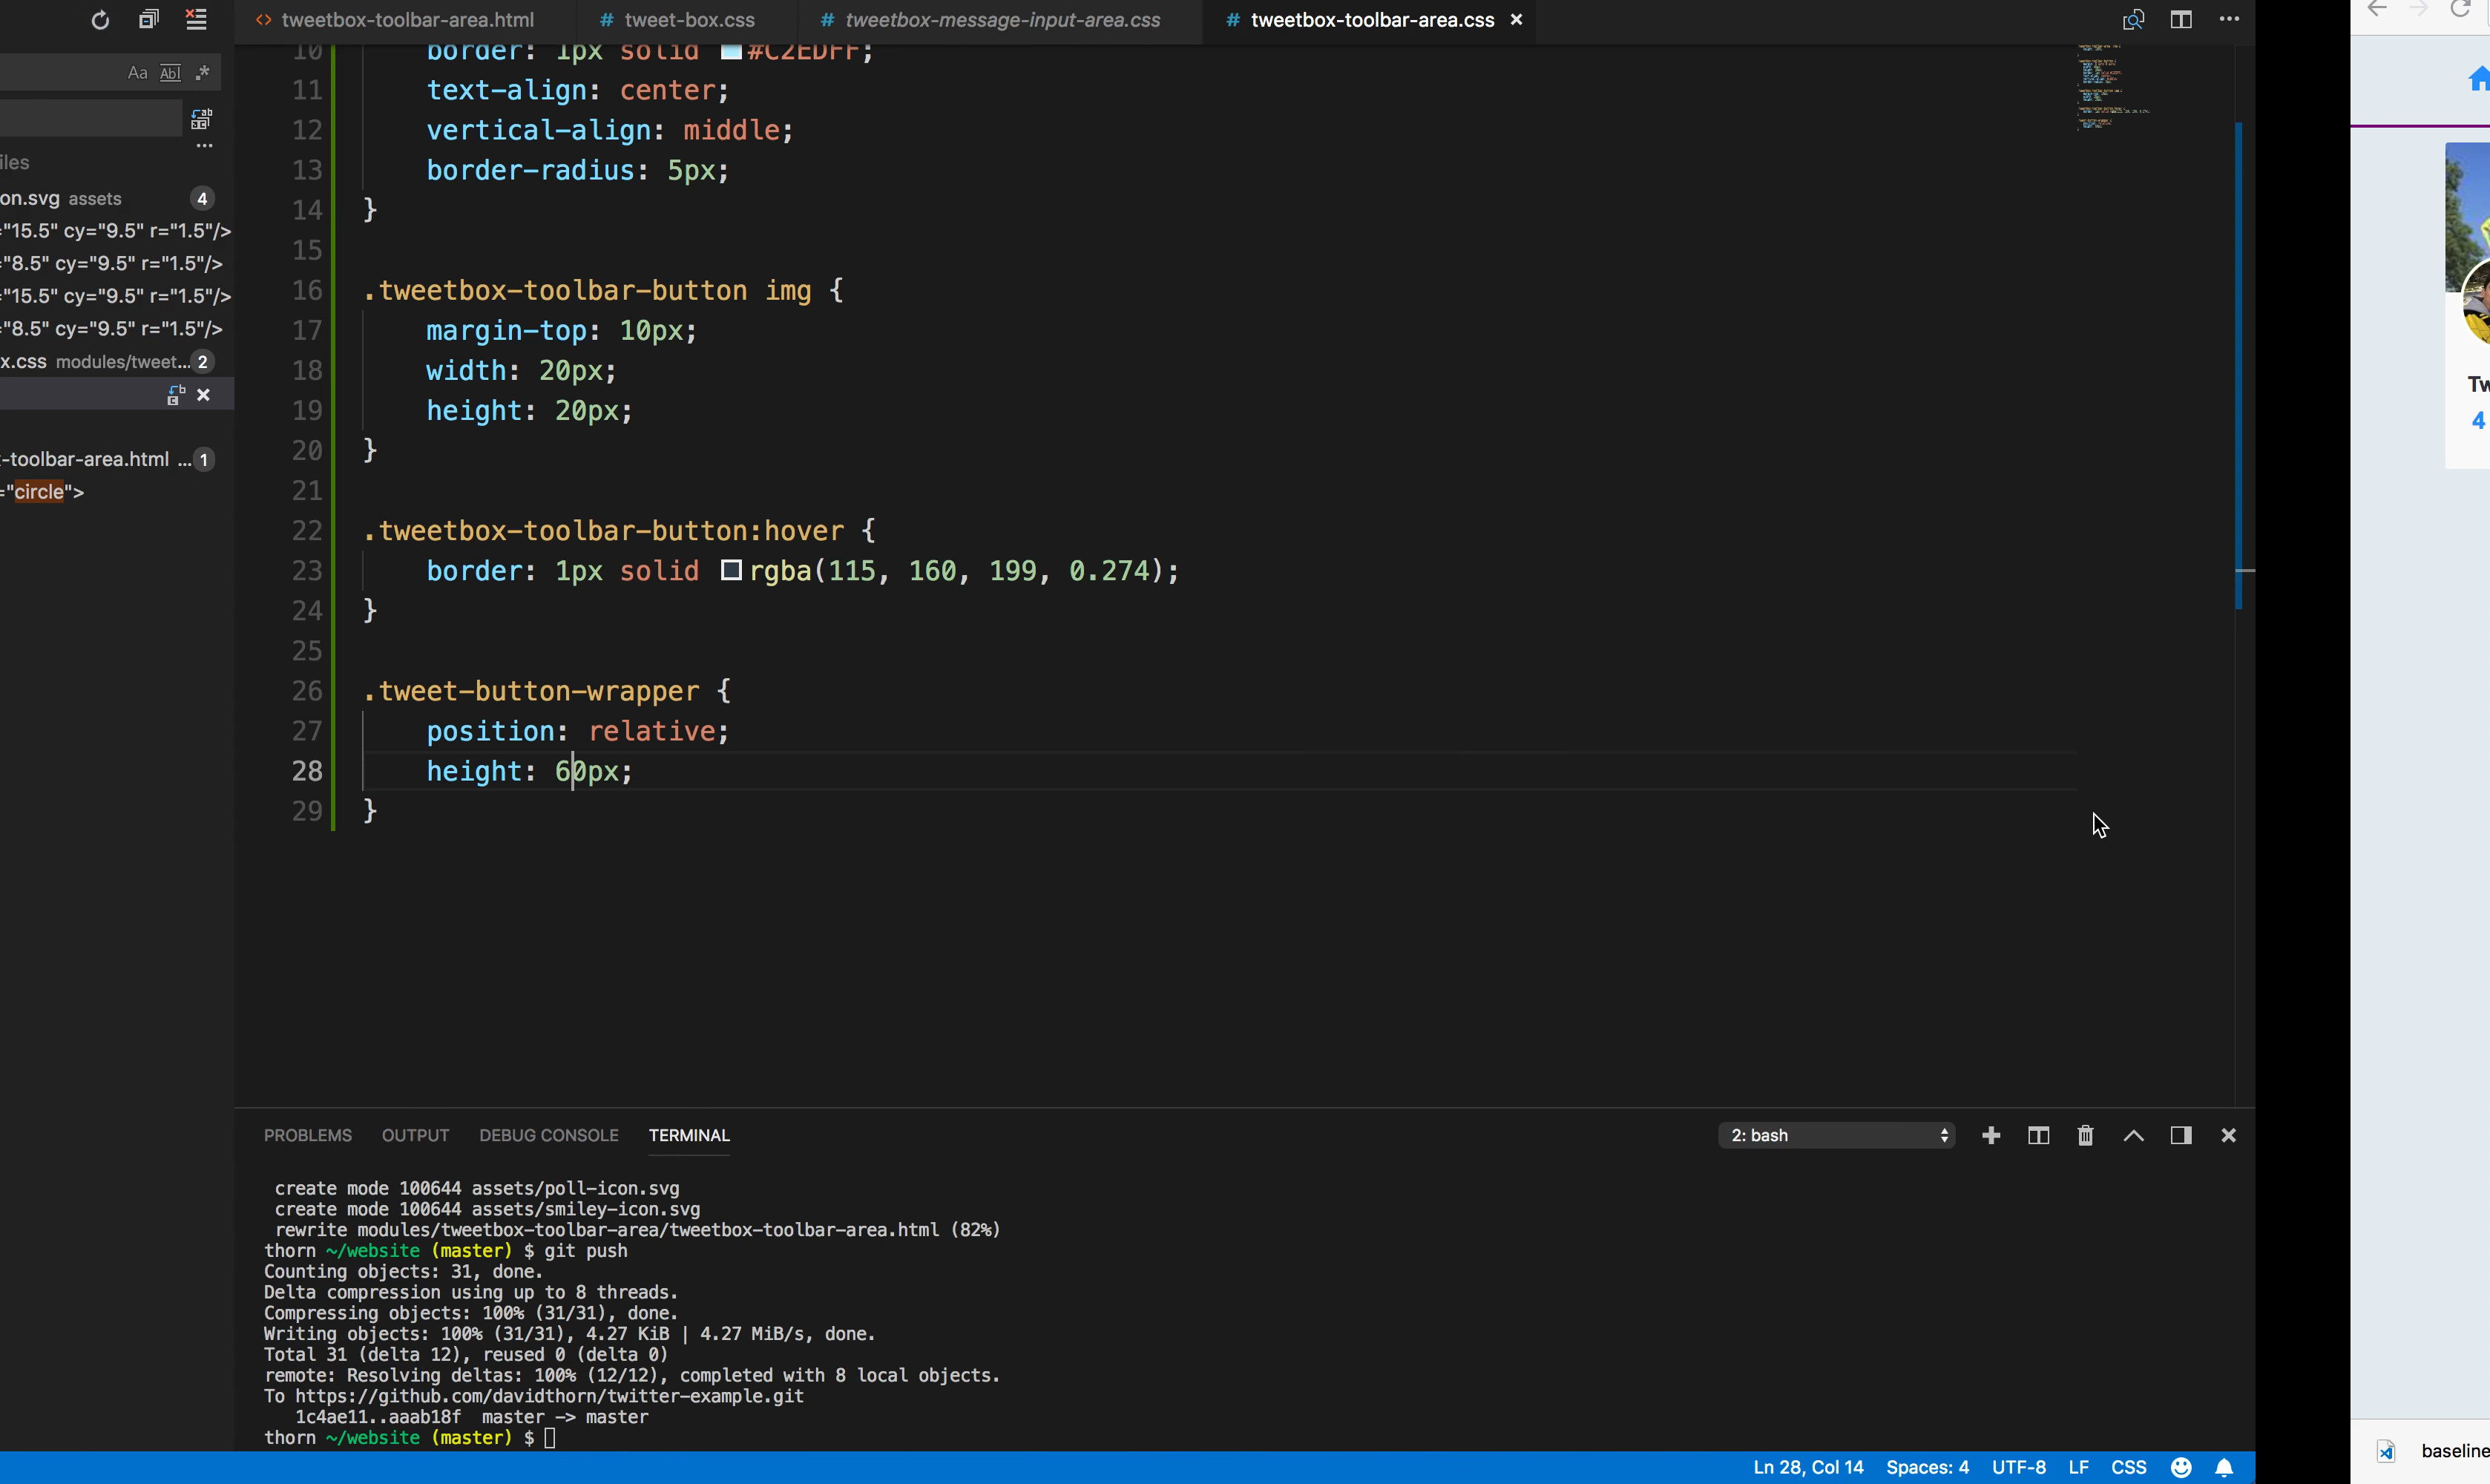 tweetbox-toolbar-area.html
tweet-box.css
tweetbox-message-input-area.css
tweetbox-toolbar-area.css
Aa Abl .*
iles
on.svg assets 4
="15.5" cy="9.5" r="1.5"/>
="8.5" cy="9.5" r="1.5"/>
="15.5" cy="9.5" r="1.5"/>
="8.5" cy="9.5" r="1.5"/>
x.css modules/tweet... 2
-toolbar-area.html ... 1
="circle">
10 border: 1px solid #C2EDFF;
11 text-align: center;
12 vertical-align: middle;
13 border-radius: 5px;
14 }
15
16 .tweetbox-toolbar-button img {
17 margin-top: 10px;
18 width: 20px;
19 height: 20px;
20 }
21
22 .tweetbox-toolbar-button:hover {
23 border: 1px solid rgba(115, 160, 199, 0.274);
24 }
25
26 .tweet-button-wrapper {
27 position: relative;
28 height: 60px;
29 }
PROBLEMS OUTPUT DEBUG CONSOLE TERMINAL
2: bash
create mode 100644 assets/poll-icon.svg
create mode 100644 assets/smiley-icon.svg
rewrite modules/tweetbox-toolbar-area/tweetbox-toolbar-area.html (82%)
thorn ~/website (master) $ git push
Counting objects: 31, done.
Delta compression using up to 8 threads.
Compressing objects: 100% (31/31), done.
Writing objects: 100% (31/31), 4.27 KiB | 4.27 MiB/s, done.
Total 31 (delta 12), reused 0 (delta 0)
remote: Resolving deltas: 100% (12/12), completed with 8 local objects.
To https://github.com/davidthorn/twitter-example.git
1c4ae11..aaab18f master -> master
thorn ~/website (master) $
Ln 28, Col 14 Spaces: 4 UTF-8 LF CSS
Tw
4
baseline